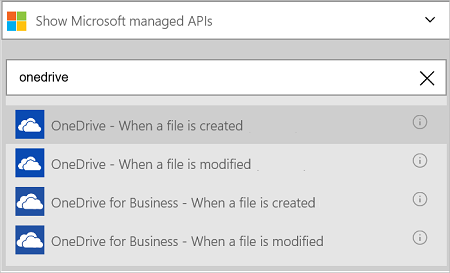 Show Microsoft managed APIs
onedrive
OneDrive - When a file is created
OneDrive - When a file is modified
OneDrive for Business - When a file is created
OneDrive for Business - When a file is modified